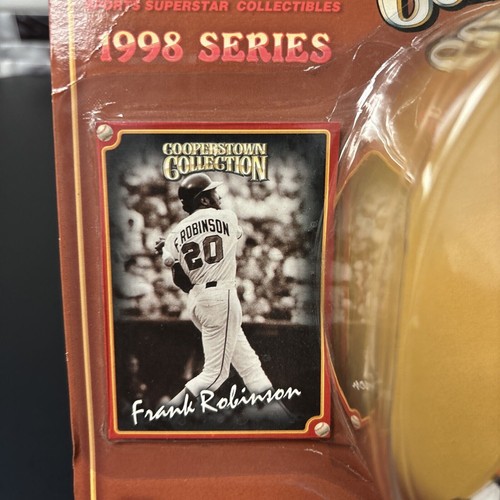 SPORTS SUPERSTAR COLLECTIBLES
1998 SERIES
COOPERSTOWN
COLLECTION
ROBINSON
20
Frank Robinson